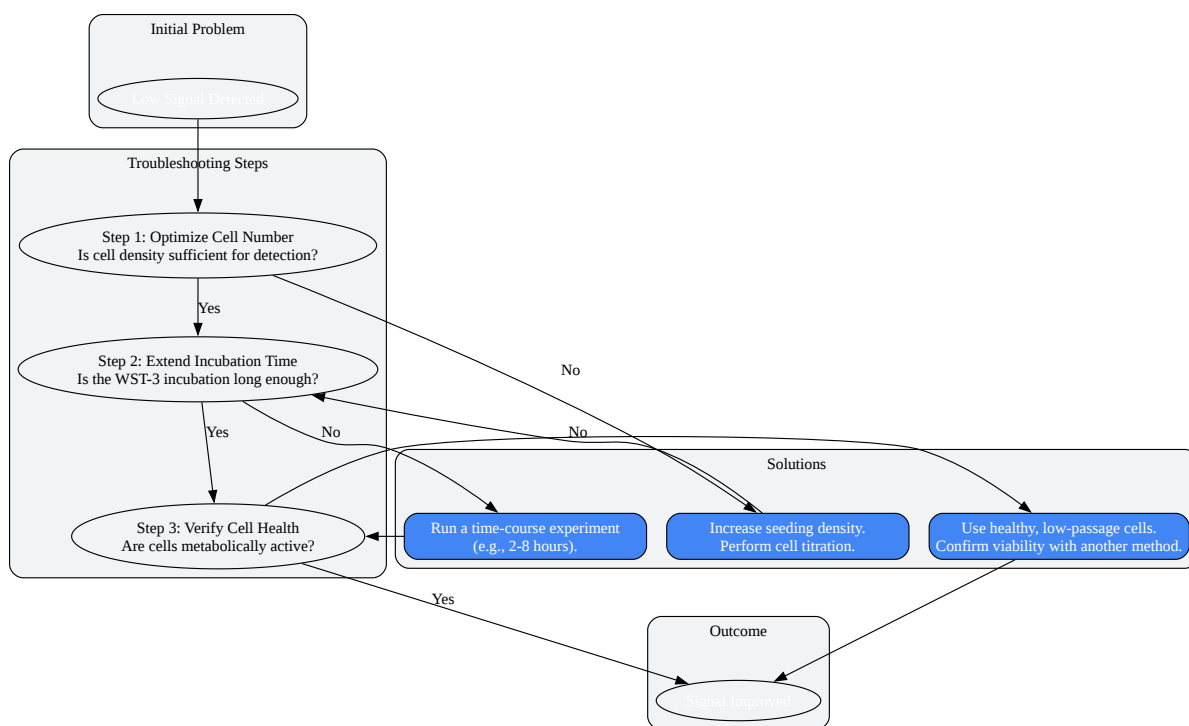 Initial Problem
Low Signal Detected
Troubleshooting Steps
Step 1: Optimize Cell Number
Is cell density sufficient for detection?
Yes
No
Step 2: Extend Incubation Time
Is the WST-3 incubation long enough?
Yes
No
No
Solutions
Step 3: Verify Cell Health
Are cells metabolically active?
Run a time-course experiment
(e.g., 2-8 hours).
Increase seeding density.
Perform cell titration.
Use healthy, low-passage cells.
Confirm viability with another method.
Yes
Outcome
Signal Improved